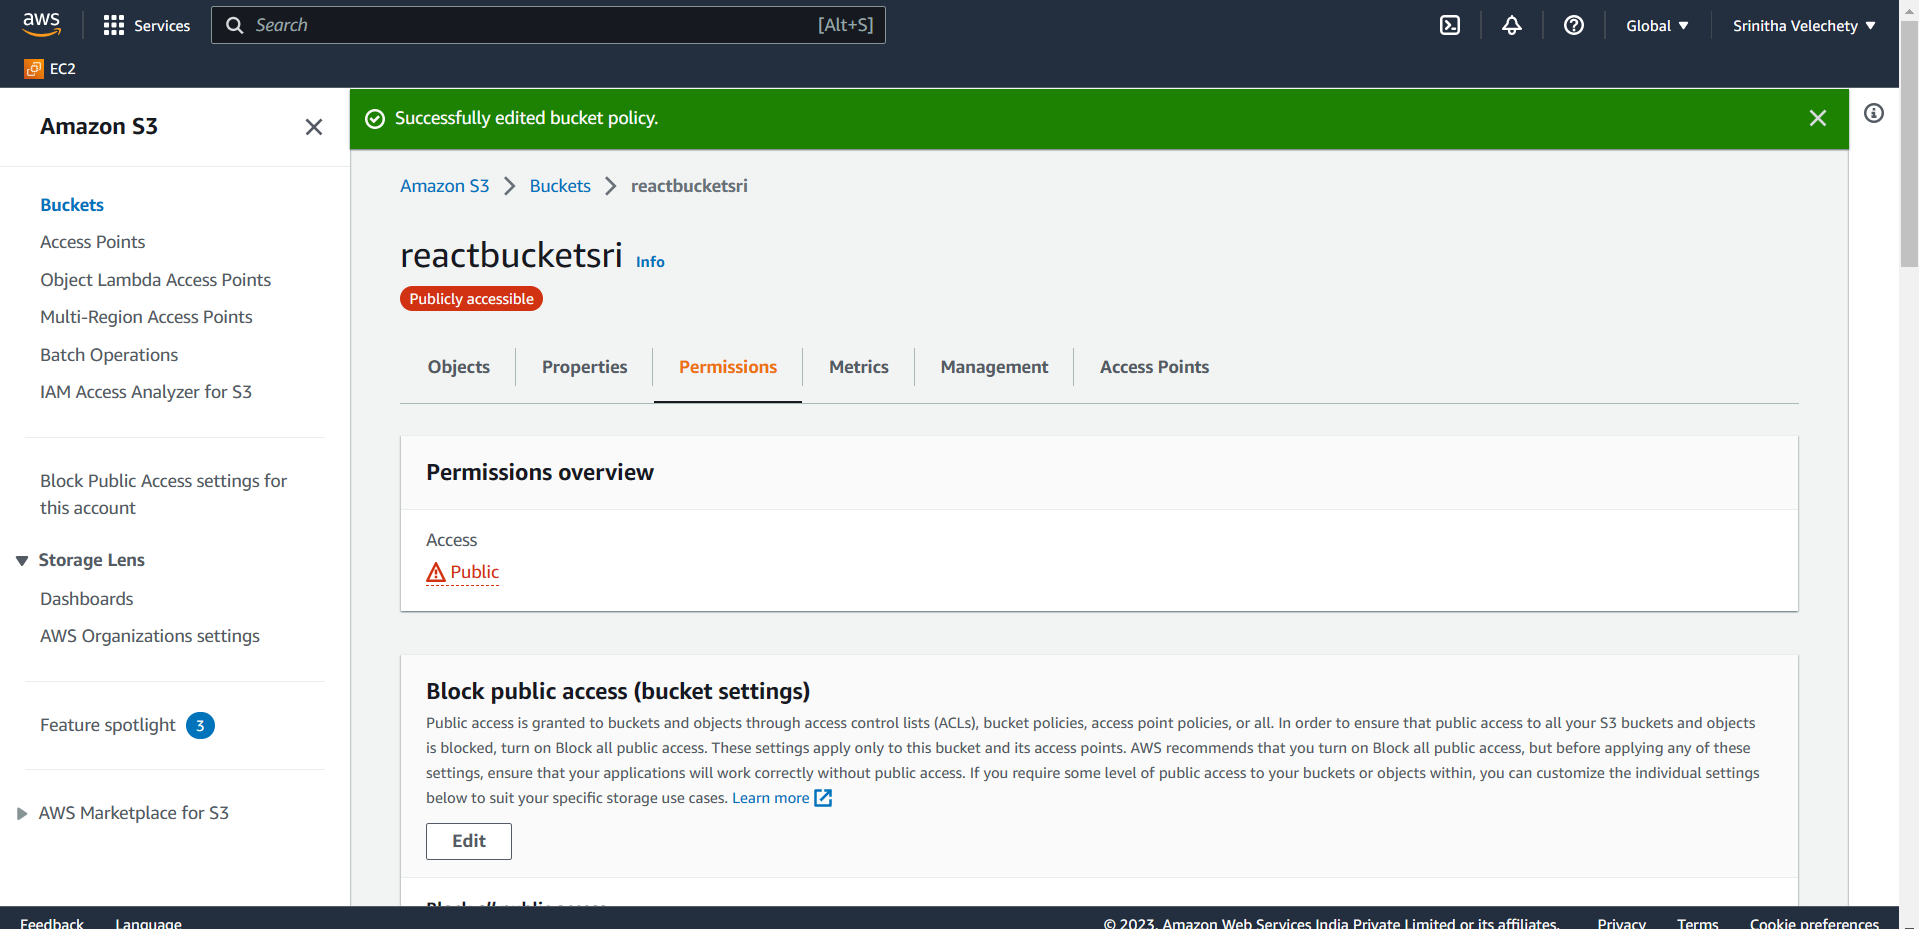 aws
Services
Search
[Alt+S]
Global
Srinitha Velechety
EC2
Amazon S3
Buckets
Access Points
Object Lambda Access Points
Multi-Region Access Points
Batch Operations
IAM Access Analyzer for S3
Block Public Access settings for
this account
Storage Lens
Dashboards
AWS Organizations settings
Feature spotlight 3
AWS Marketplace for S3
Successfully edited bucket policy.
Amazon S3 > Buckets > reactbucketsri
reactbucketsri Info
Publicly accessible
Objects
Properties
Permissions
Metrics
Management
Access Points
Permissions overview
Access
Public
Block public access (bucket settings)
Public access is granted to buckets and objects through access control lists (ACLs), bucket policies, access point policies, or all. In order to ensure that public access to all your S3 buckets and objects
is blocked, turn on Block all public access. These settings apply only to this bucket and its access points. AWS recommends that you turn on Block all public access, but before applying any of these
settings, ensure that your applications will work correctly without public access. If you require some level of public access to your buckets or objects within, you can customize the individual settings
below to suit your specific storage use cases. Learn more
Edit
Block all public access
Feedback
Language
© 2023, Amazon Web Services India Private Limited or its affiliates.
Privacy
Terms
Cookie preferences